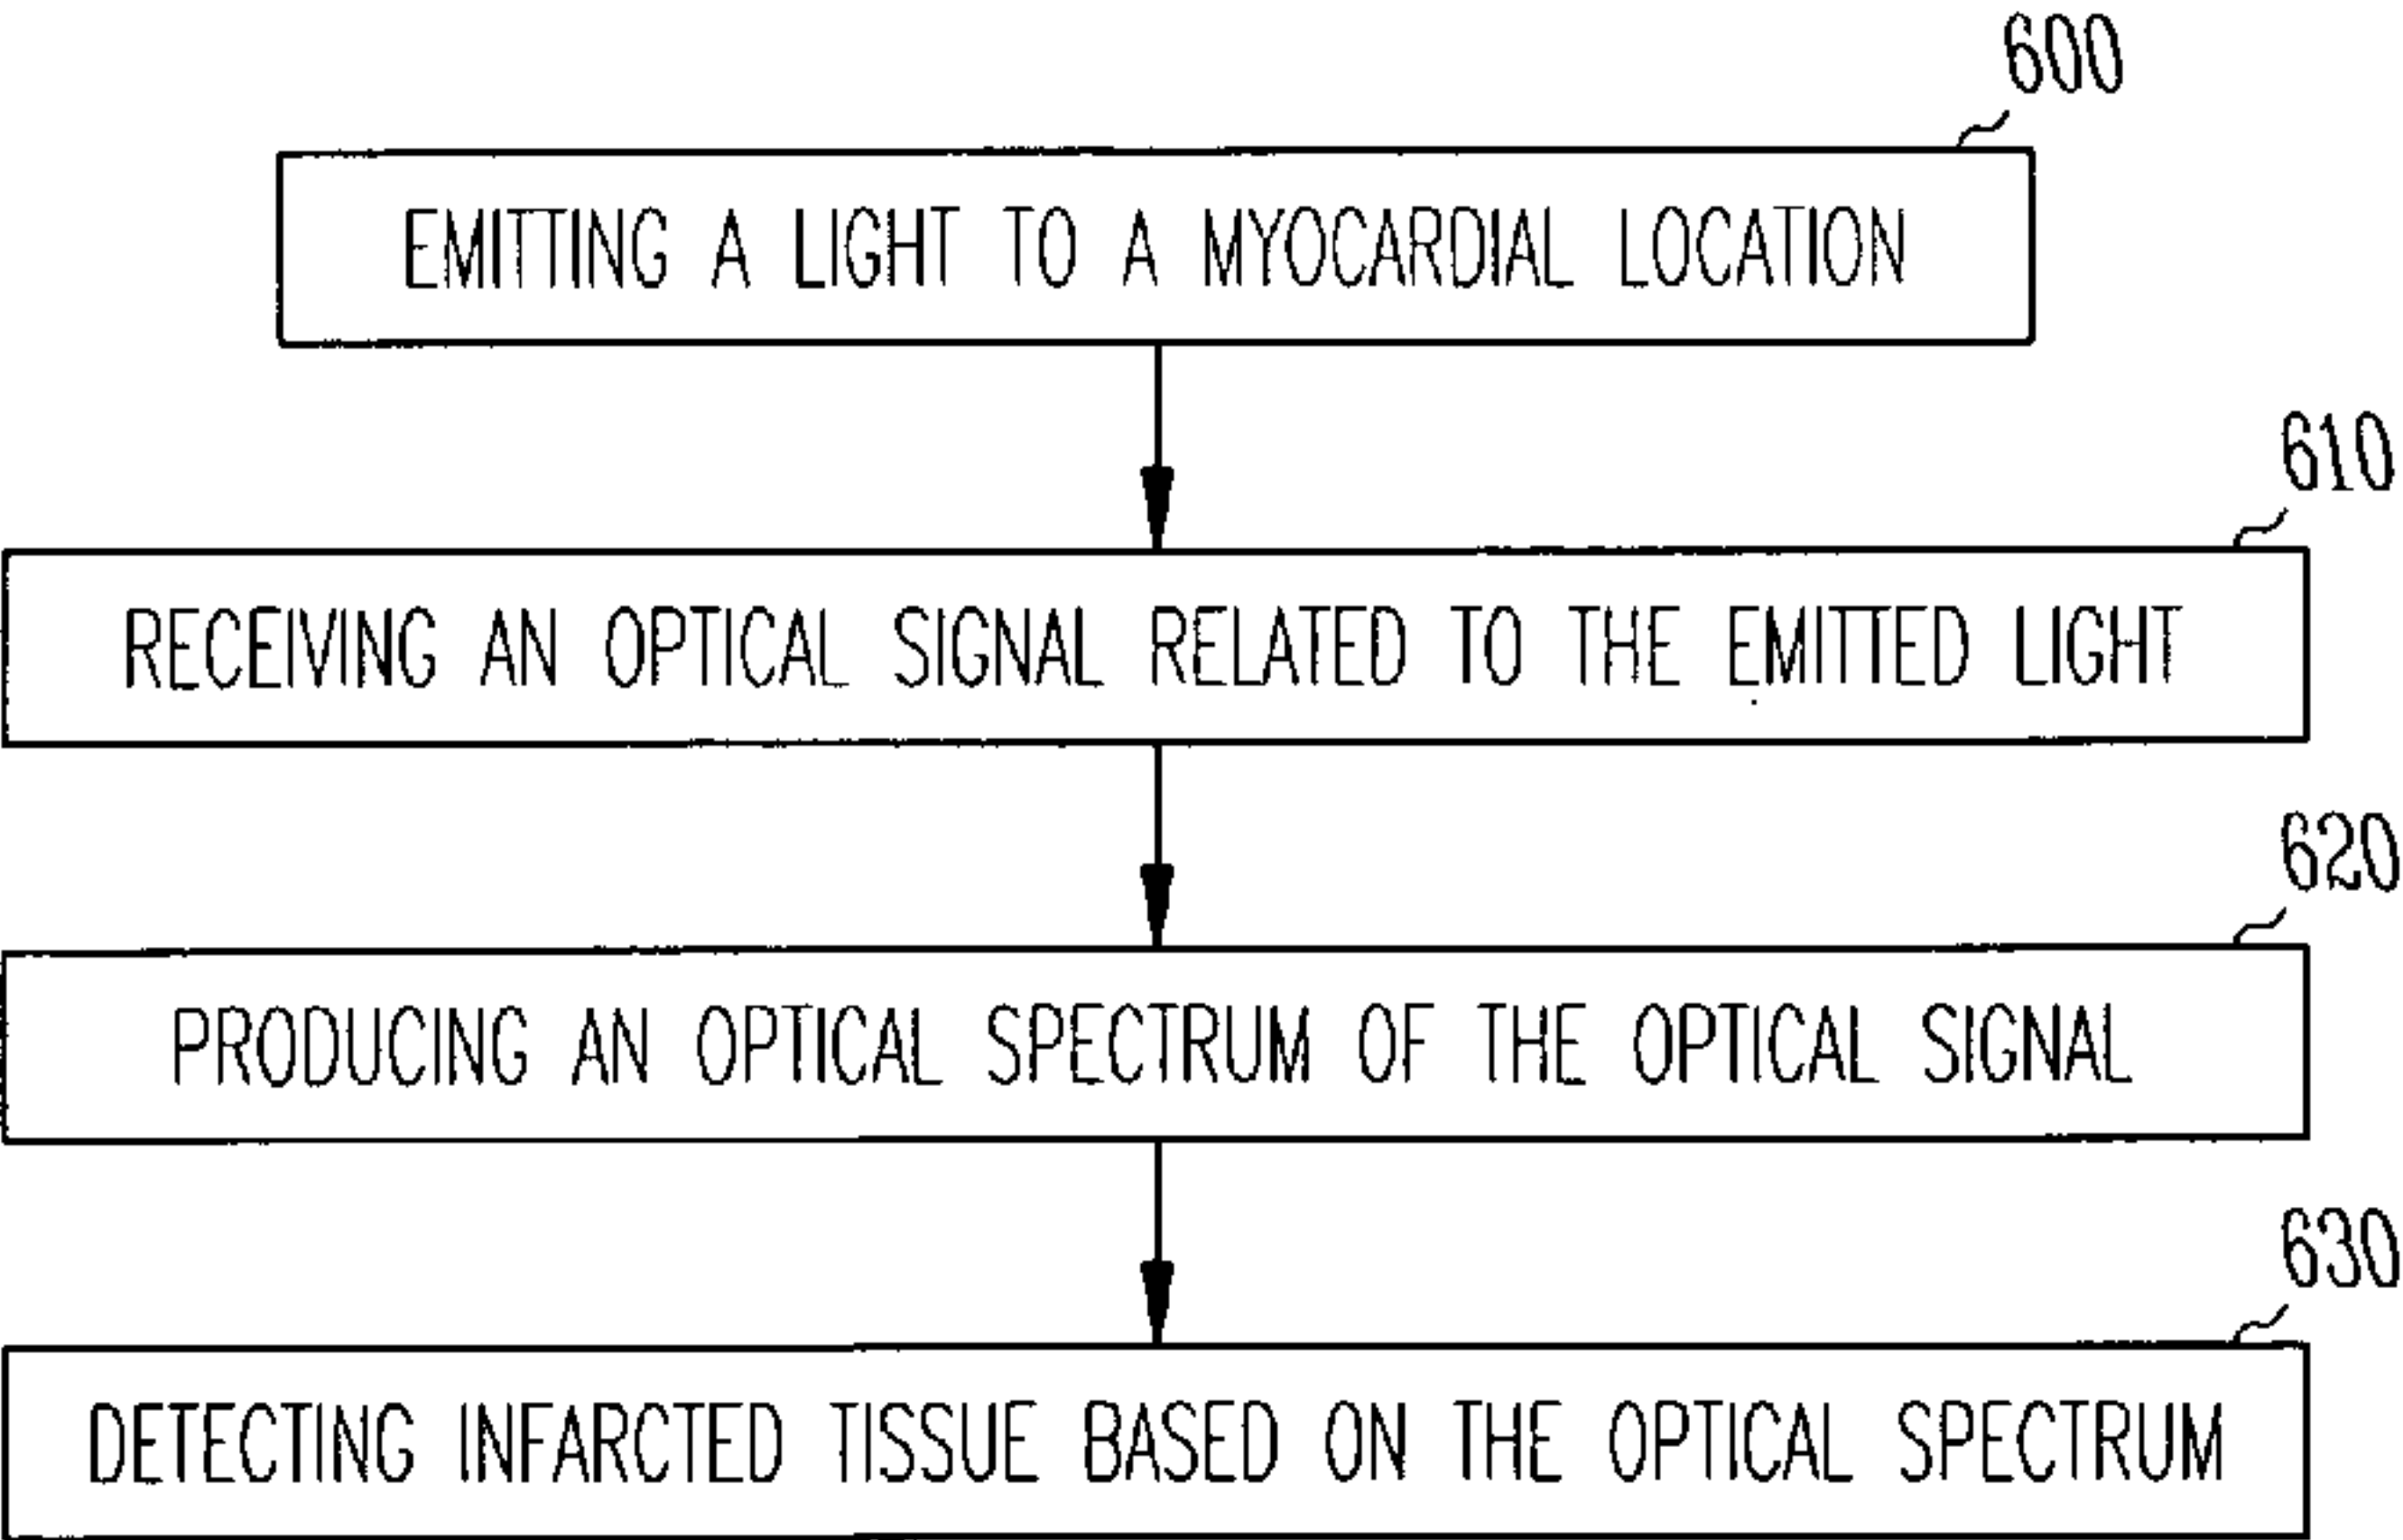 600
EMITTING A LIGHT TO A MYOCARDIAL LOCATION
610
RECEIVING AN OPTICAL SIGNAL RELATED TO THE EMITTED LIGHT
620
PRODUCING AN OPTICAL SPECTRUM OF THE OPTICAL SIGNAL
630
DETECTING INFARCTED TISSUE BASED ON THE OPTICAL SPECTRUM